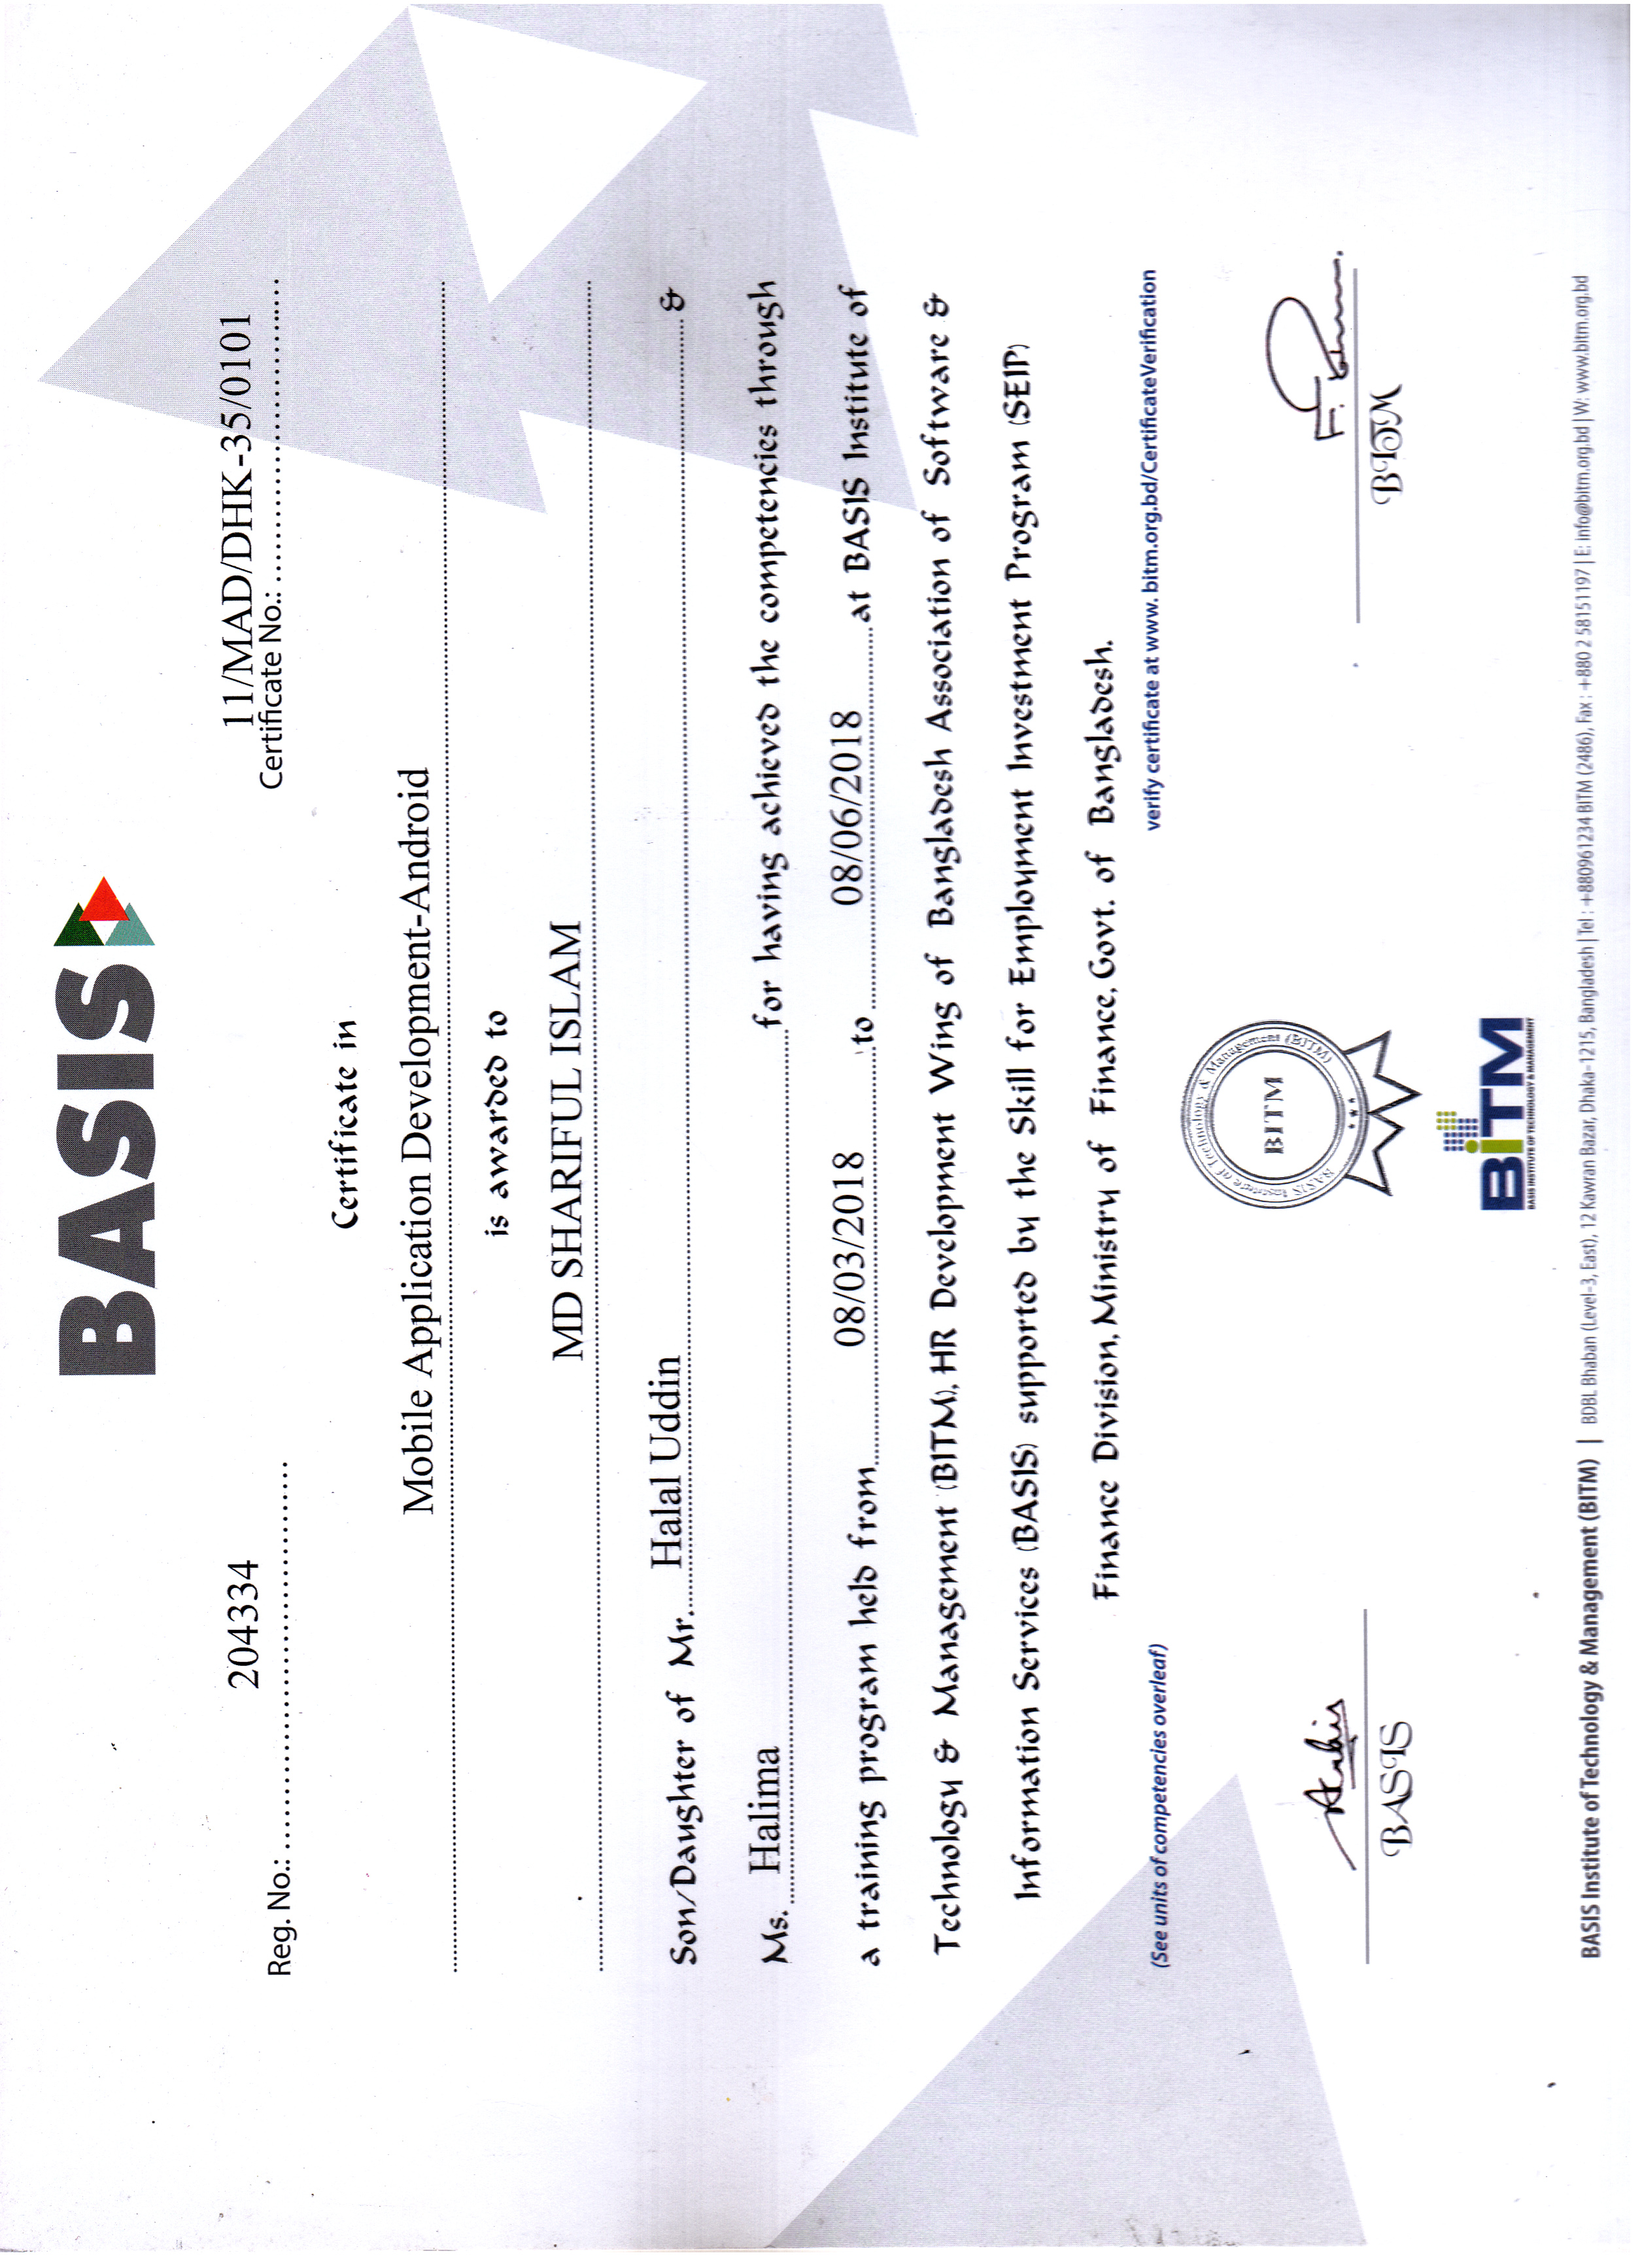 BASIS
204334
Reg. No.: ....................................
11/MAD/DHK-35/0101
Certificate No.: ..............................
Certificate in
Mobile Application Development-Android
is awarded to
MD SHARIFUL ISLAM
Son/Daughter of Mr. Halal Uddin &
Ms. Halima for having achieved the competencies through
a training program held from 08/03/2018 to 08/06/2018 at BASIS Institute of
Technology & Management (BITM), HR Development Wing of Bangladesh Association of Software &
Information Services (BASIS) supported by the Skill for Employment Investment Program (SEIP)
Finance Division, Ministry of Finance, Govt. of Bangladesh.
(See units of competencies overleaf)
verify certificate at www. bitm.org.bd/CertificateVerification
BASIS Institute of Technology & Management (BITM)
BITM
BASIS
BITM
BITM
BASIS INSTITUTE OF TECHNOLOGY & MANAGEMENT
BASIS Institute of Technology & Management (BITM) | BDBL Bhaban (Level-3, East), 12 Kawran Bazar, Dhaka-1215, Bangladesh | Tel : +880961234 BITM (2486), Fax : +880 2 58151197 | E: info@bitm.org.bd | W: www.bitm.org.bd